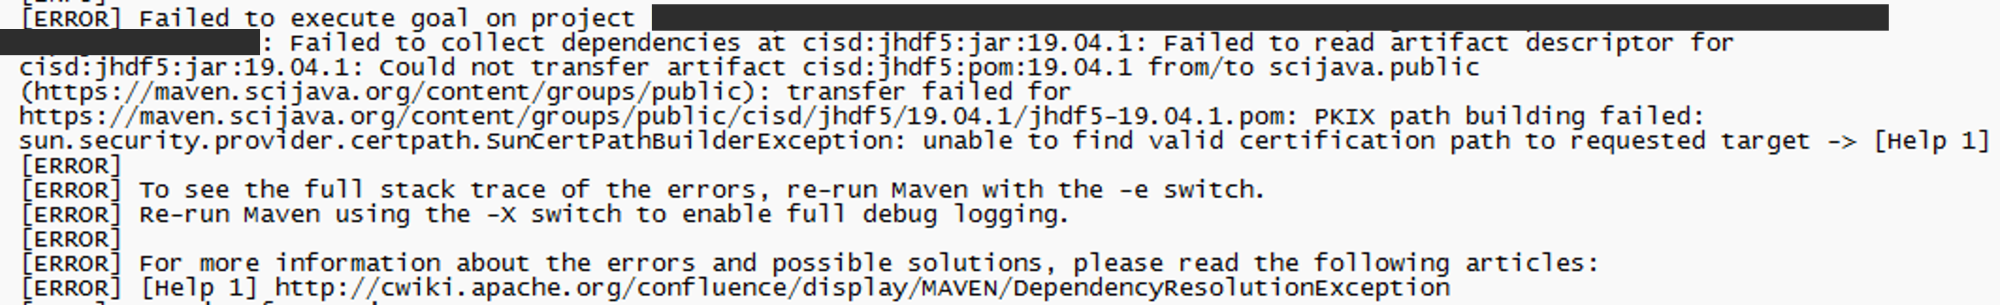 [ERROR] Failed to execute goal on project
: Failed to collect dependencies at cisd:jhdf5:jar:19.04.1: Failed to read artifact descriptor for
cisd:jhdf5:jar:19.04.1: Could not transfer artifact cisd:jhdf5:pom:19.04.1 from/to scijava.public
(https://maven.scijava.org/content/groups/public): transfer failed for
https://maven.scijava.org/content/groups/public/cisd/jhdf5/19.04.1/jhdf5-19.04.1.pom: PKIX path building failed:
sun.security.provider.certpath.SunCertPathBuilderException: unable to find valid certification path to requested target -> [Help 1]
[ERROR]
[ERROR] To see the full stack trace of the errors, re-run Maven with the -e switch.
[ERROR] Re-run Maven using the -X switch to enable full debug logging.
[ERROR]
[ERROR] For more information about the errors and possible solutions, please read the following articles:
[ERROR] [Help 1] http://cwiki.apache.org/confluence/display/MAVEN/DependencyResolutionException